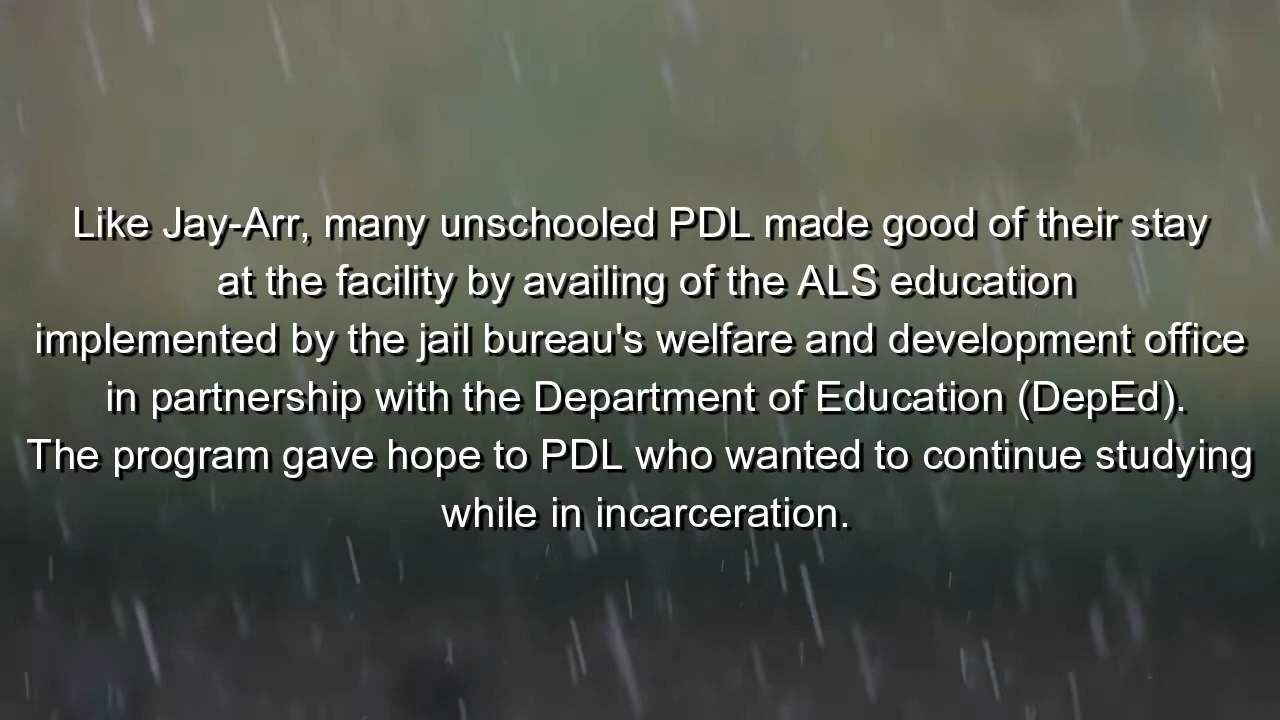 Like Jay-Arr, many unschooled PDL made good of their stay
at the facility by availing of the ALS education
implemented by the jail bureau's welfare and development office
in partnership with the Department of Education (DepEd).
The program gave hope to PDL who wanted to continue studying
while in incarceration.